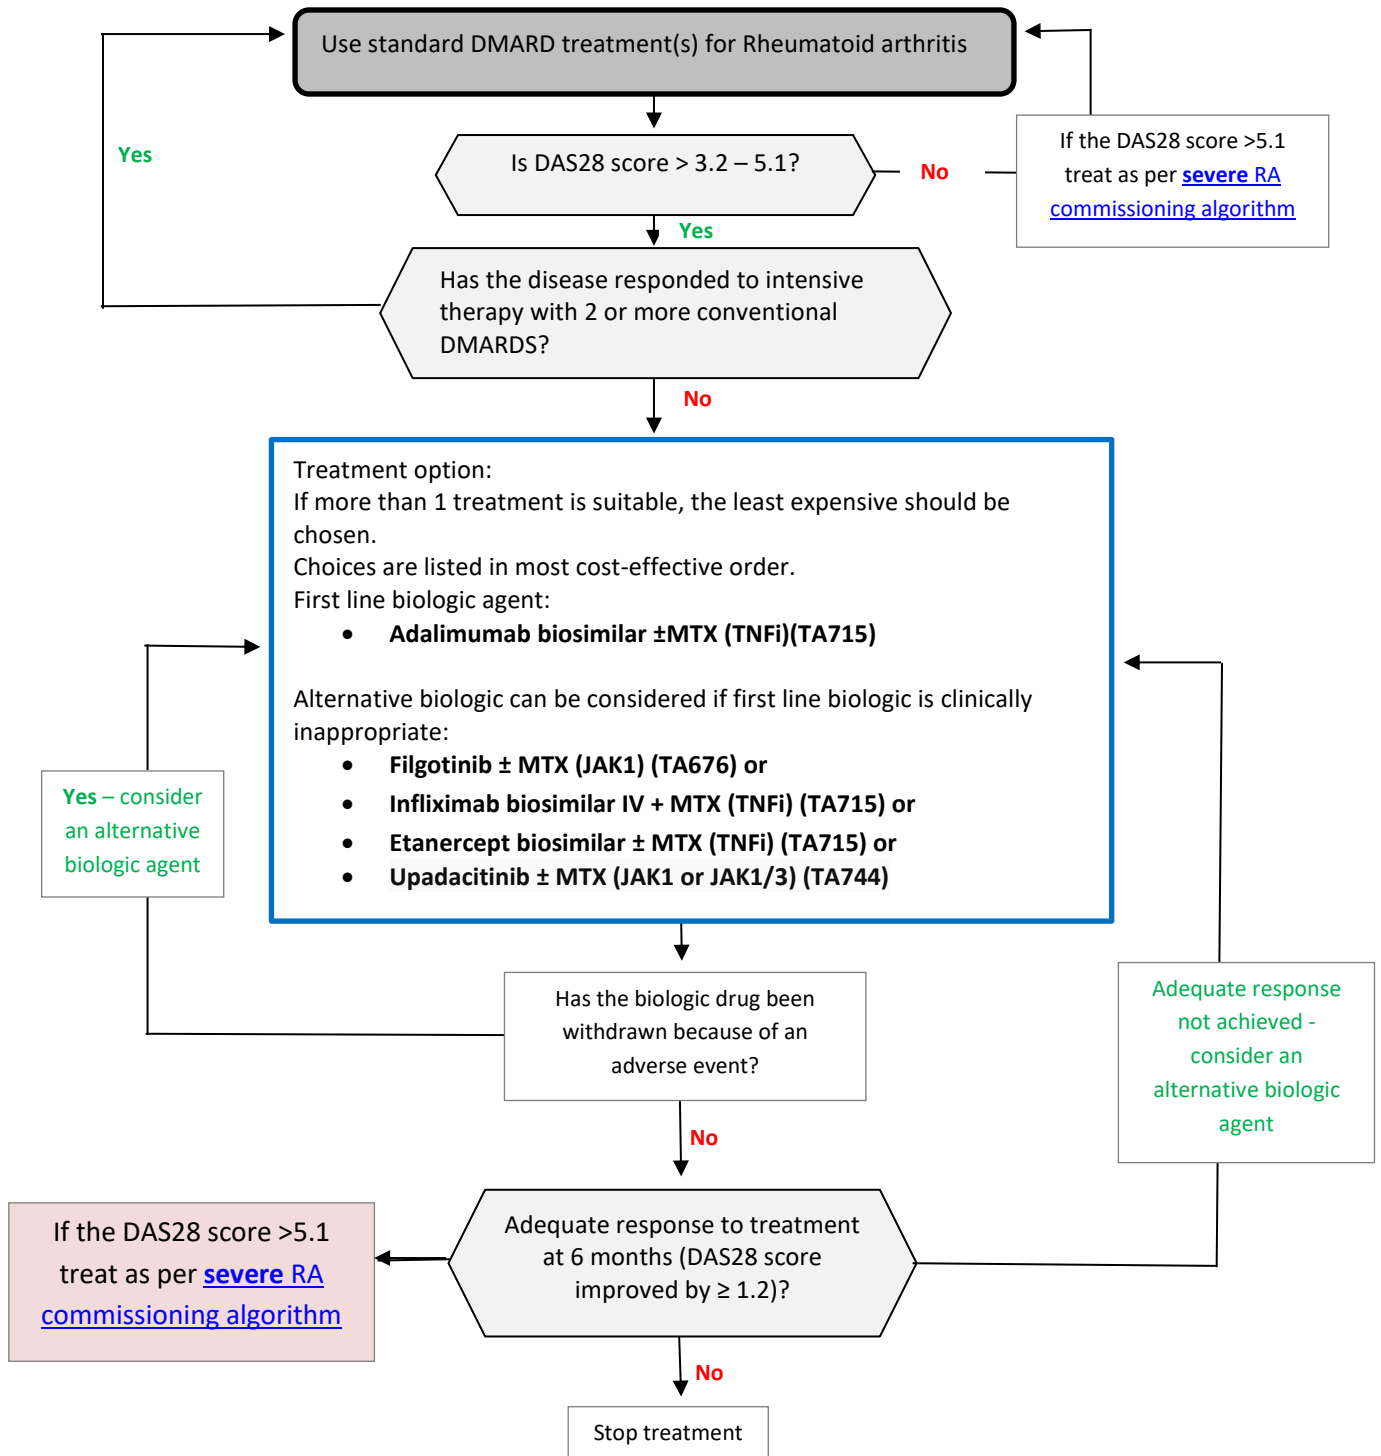 Use standard DMARD treatment(s) for Rheumatoid arthritis
Yes
Is DAS28 score > 3.2 – 5.1?
No
If the DAS28 score >5.1
treat as per severe RA
commissioning algorithm
Yes
Has the disease responded to intensive
therapy with 2 or more conventional
DMARDS?
No
Treatment option:
If more than 1 treatment is suitable, the least expensive should be
chosen.
Choices are listed in most cost-effective order.
First line biologic agent:
• Adalimumab biosimilar ±MTX (TNFi)(TA715)
Alternative biologic can be considered if first line biologic is clinically
inappropriate:
• Filgotinib ± MTX (JAK1) (TA676) or
• Infliximab biosimilar IV + MTX (TNFi) (TA715) or
• Etanercept biosimilar ± MTX (TNFi) (TA715) or
• Upadacitinib ± MTX (JAK1 or JAK1/3) (TA744)
Yes – consider
an alternative
biologic agent
Has the biologic drug been
withdrawn because of an
adverse event?
Adequate response
not achieved -
consider an
alternative biologic
agent
No
If the DAS28 score >5.1
treat as per severe RA
commissioning algorithm
Adequate response to treatment
at 6 months (DAS28 score
improved by ≥ 1.2)?
No
Stop treatment